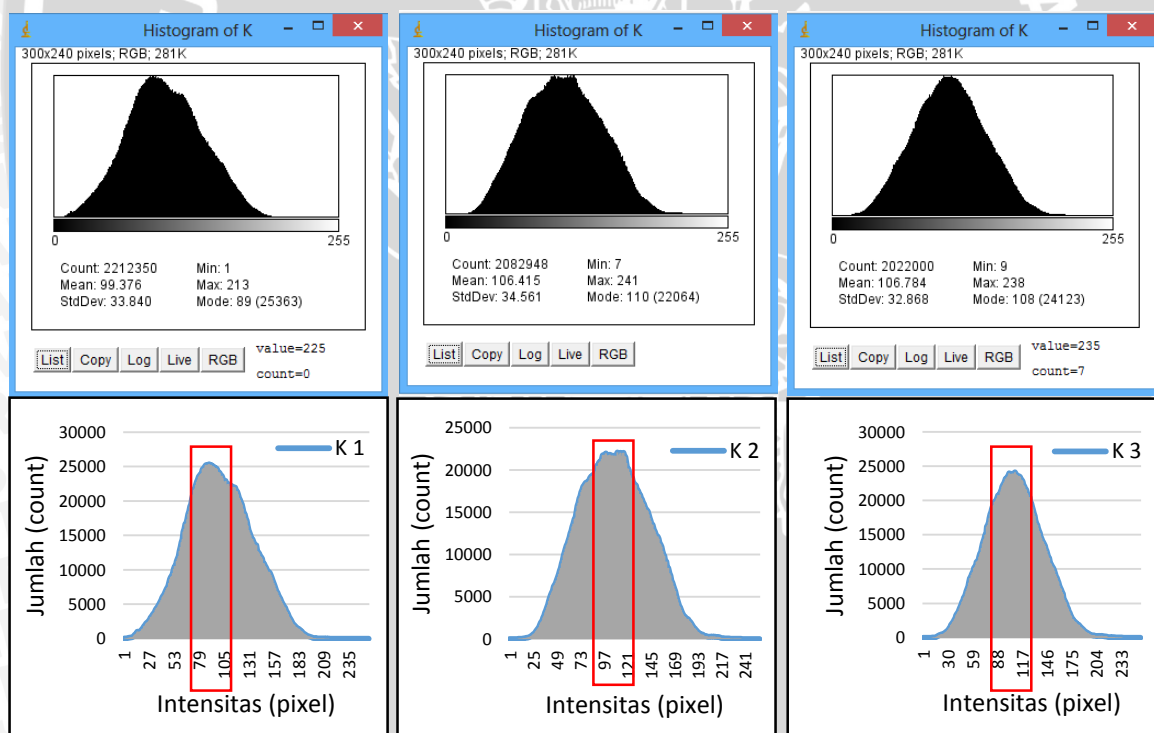 Histogram of K
300x240 pixels; RGB; 281K
0 255
Count: 2212350 Min: 1
Mean: 99.376 Max: 213
StdDev: 33.840 Mode: 89 (25363)
List Copy Log Live RGB value=225
count=0
Histogram of K
300x240 pixels; RGB; 281K
0 255
Count: 2082948 Min: 7
Mean: 106.415 Max: 241
StdDev: 34.561 Mode: 110 (22064)
List Copy Log Live RGB
Histogram of K
300x240 pixels; RGB; 281K
0 255
Count: 2022000 Min: 9
Mean: 106.784 Max: 238
StdDev: 32.868 Mode: 108 (24123)
List Copy Log Live RGB value=235
count=7
K 1
Jumlah (count)
30000
25000
20000
15000
10000
5000
0
1 27 53 79 105 131 157 183 209 235
Intensitas (pixel)
K 2
Jumlah (count)
25000
20000
15000
10000
5000
0
1 25 49 73 97 121 145 169 193 217 241
Intensitas (pixel)
K 3
Jumlah (count)
30000
25000
20000
15000
10000
5000
0
1 30 59 88 117 146 175 204 233
Intensitas (pixel)